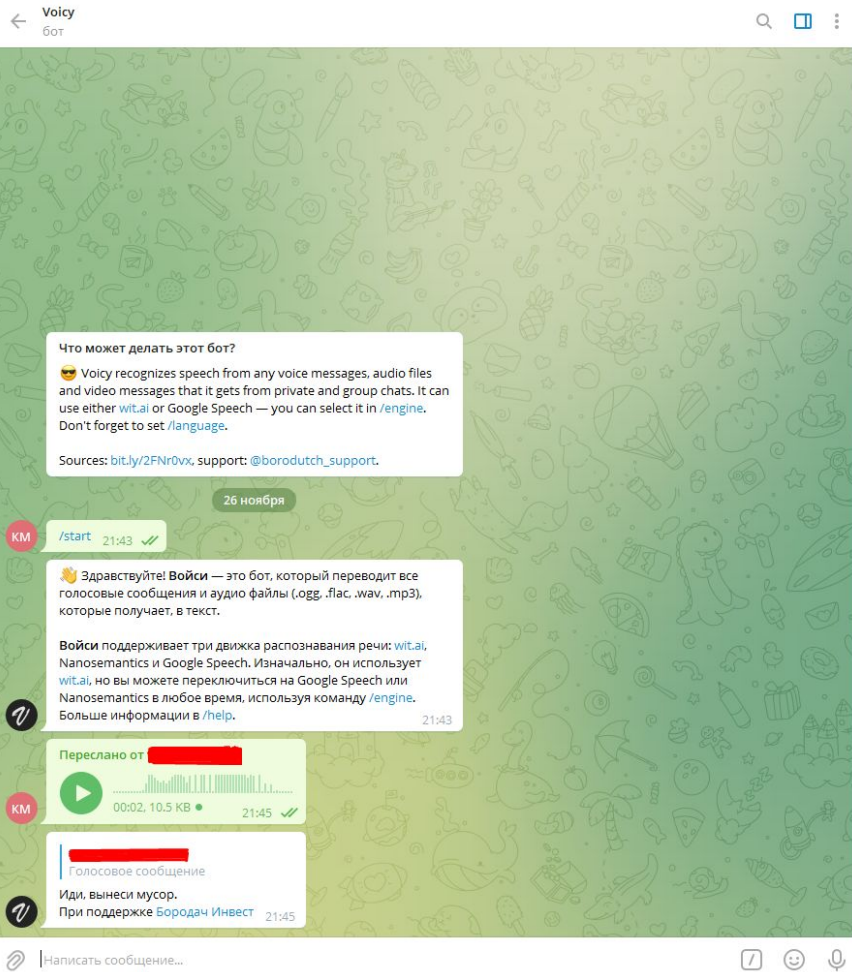 Voicy
бот
Что может делать этот бот?
😎 Voicy recognizes speech from any voice messages, audio files
and video messages that it gets from private and group chats. It can
use either wit.ai or Google Speech — you can select it in /engine.
Don't forget to set /language.
Sources: bit.ly/2FNr0vx, support: @borodutch_support.
26 ноября
КМ
/start 21:43
👋 Здравствуйте! Войси — это бот, который переводит все
голосовые сообщения и аудио файлы (.ogg, .flac, .wav, .mp3),
которые получает, в текст.
Войси поддерживает три движка распознавания речи: wit.ai,
Nanosemantics и Google Speech. Изначально, он использует
wit.ai, но вы можете переключиться на Google Speech или
Nanosemantics в любое время, используя команду /engine.
Больше информации в /help.
21:43
Переслано от
00:02, 10.5 KB
21:45
КМ
Голосовое сообщение
Иди, вынеси мусор.
При поддержке Бородач Инвест 21:45
Написать сообщение...